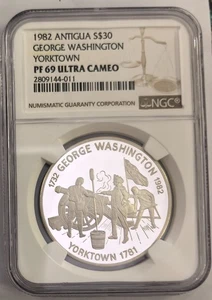 1982 ANTIGUA S$30
GEORGE WASHINGTON
YORKTOWN
PF 69 ULTRA CAMEO
2809144-011
NUMISMATIC GUARANTY CORPORATION
NGC
1732 GEORGE WASHINGTON 1982
YORKTOWN 1781